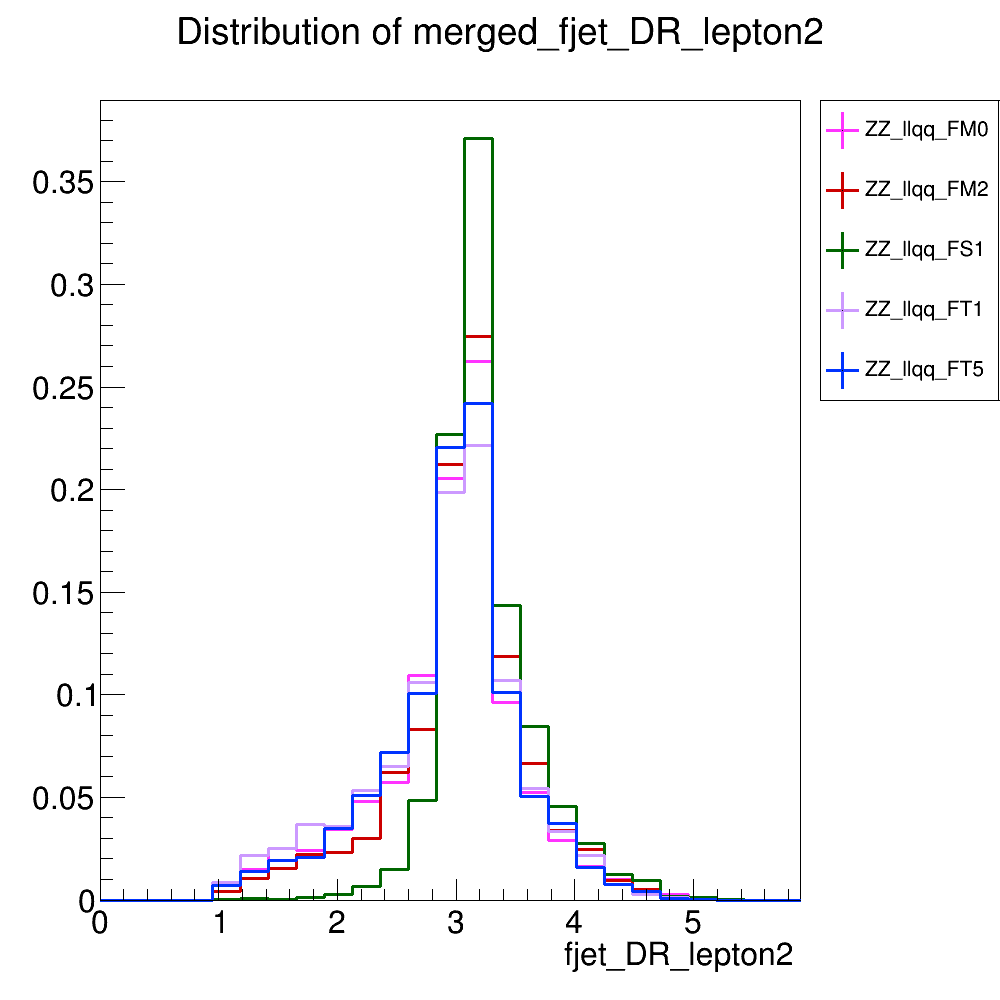 Distribution of merged_fjet_DR_lepton2
ZZ_llqq_FM0
ZZ_llqq_FM2
ZZ_llqq_FS1
ZZ_llqq_FT1
ZZ_llqq_FT5
0.35
0.3
0.25
0.2
0.15
0.1
0.05
0
0 1 2 3 4 5
fjet_DR_lepton2